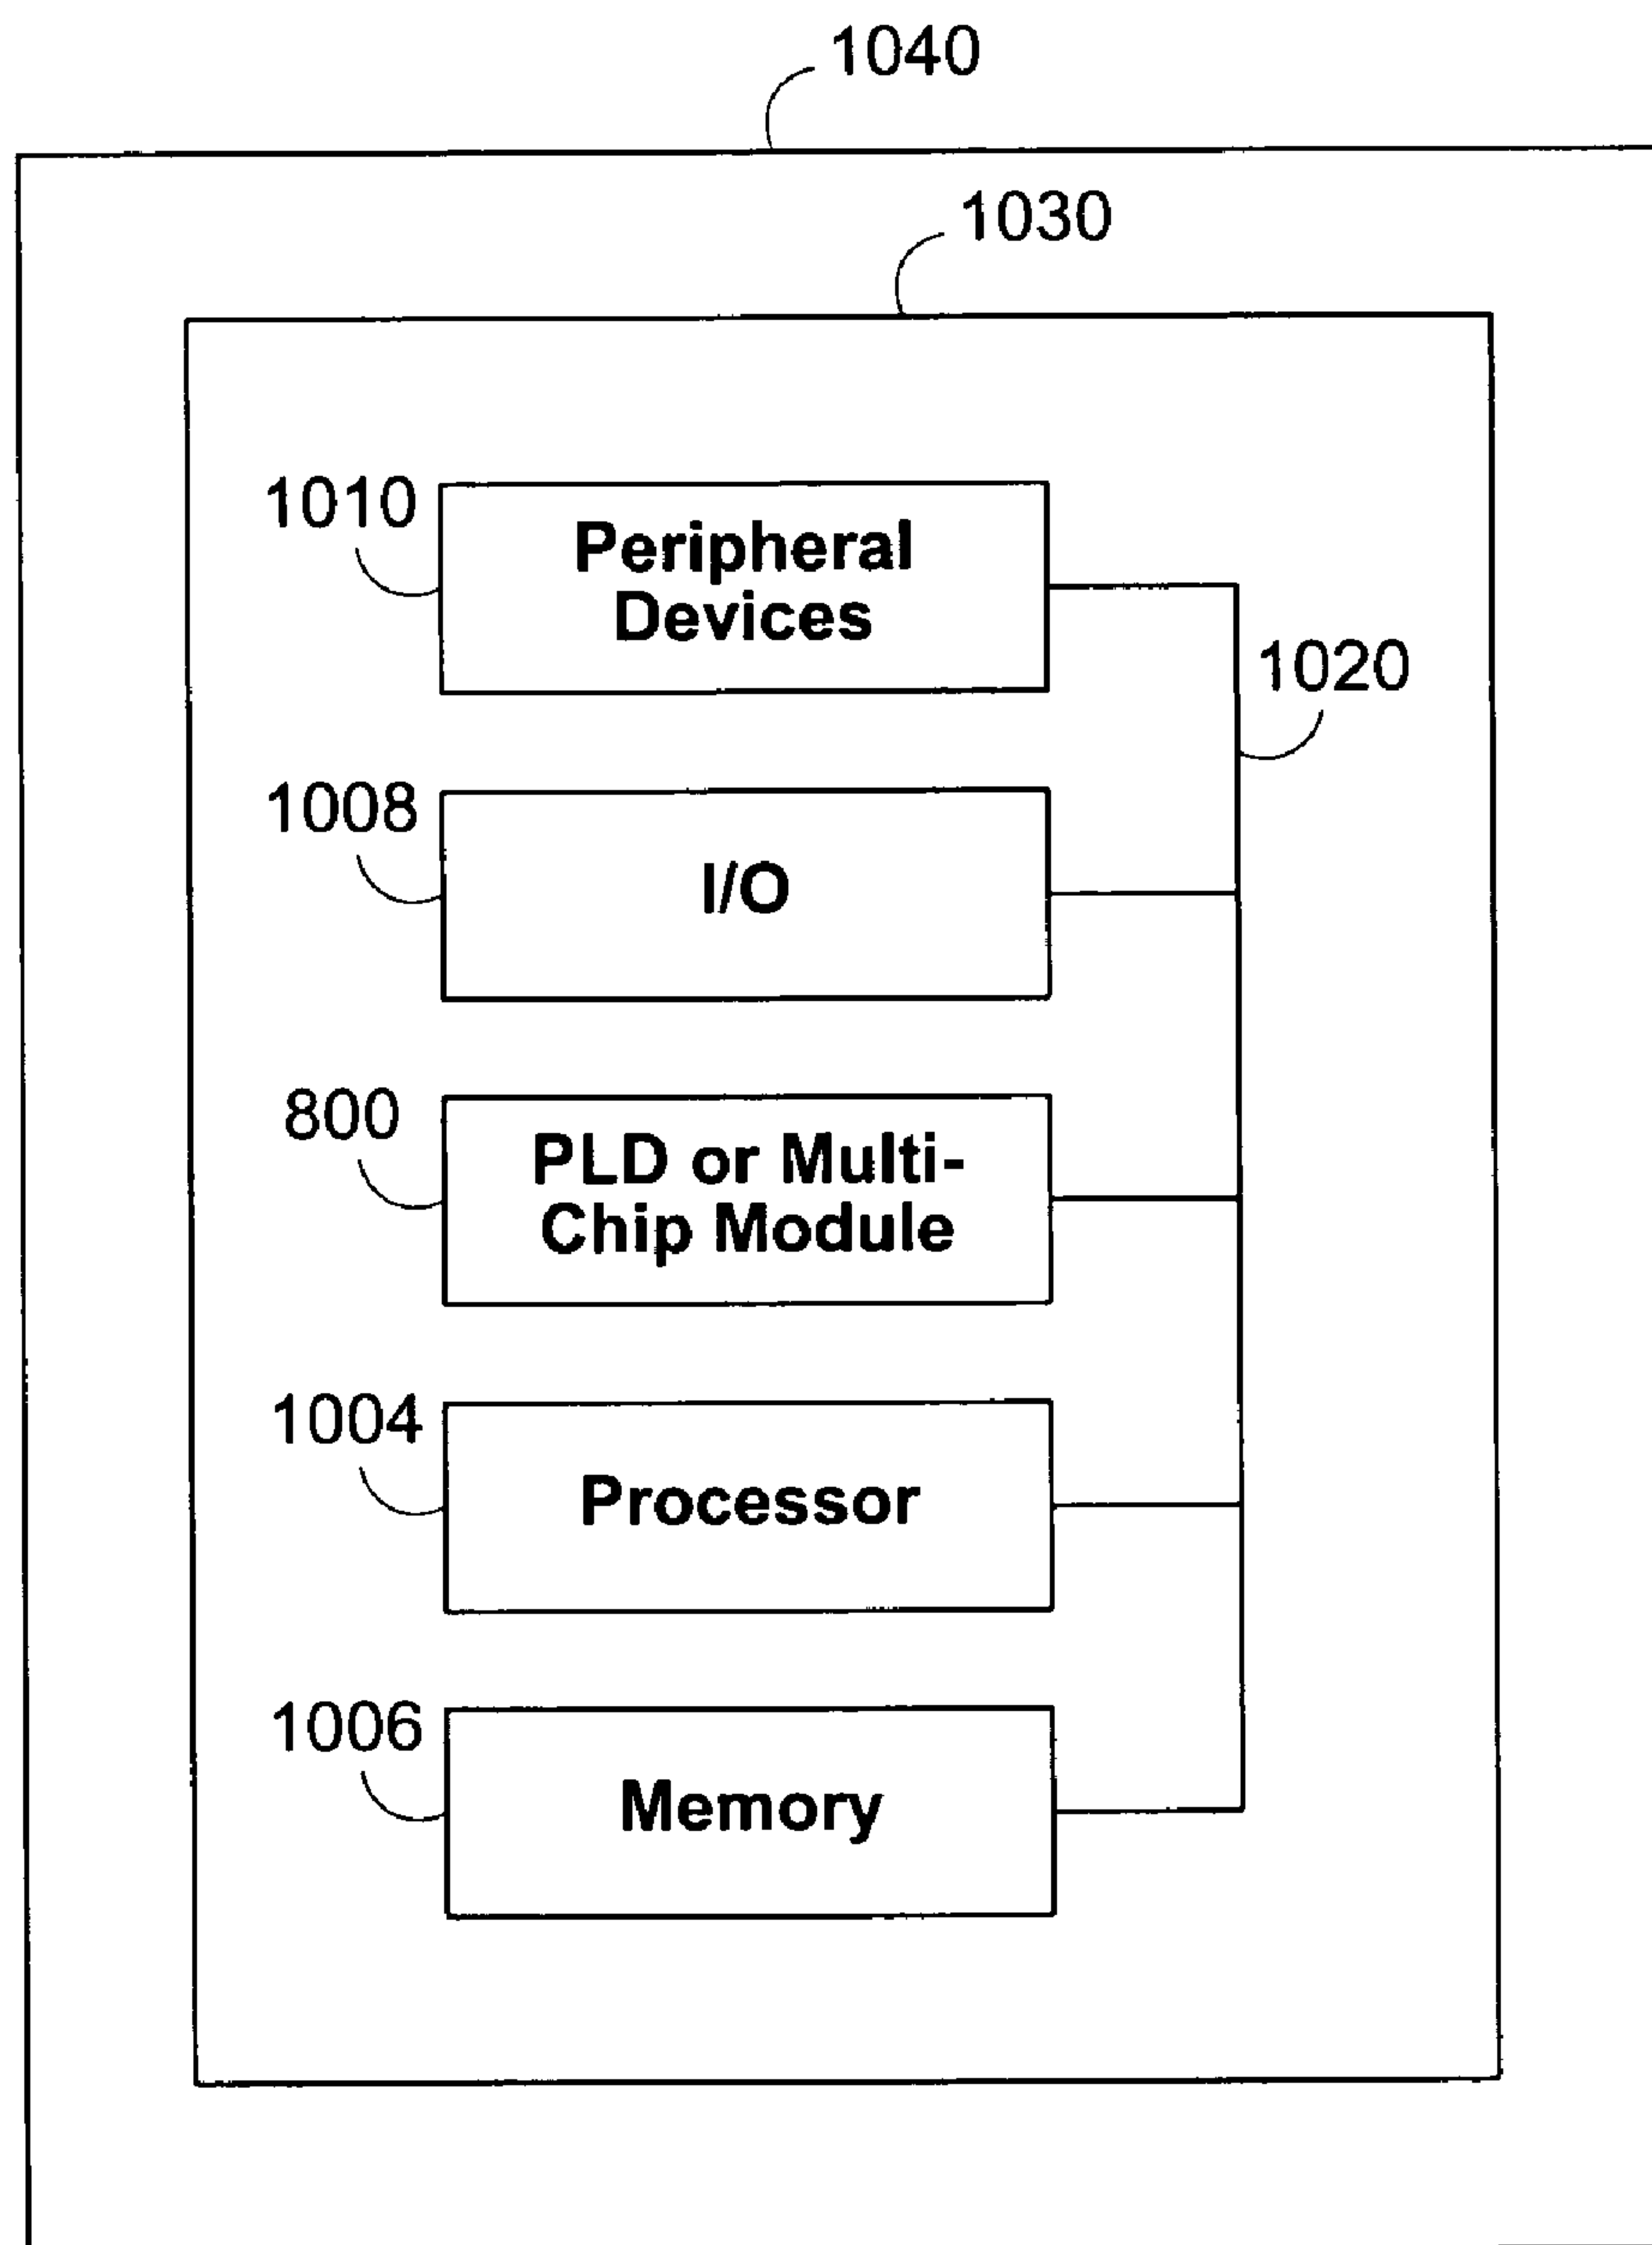 1040
1030
1010
Peripheral
Devices
1020
1008
I/O
800
PLD or Multi-
Chip Module
1004
Processor
1006
Memory